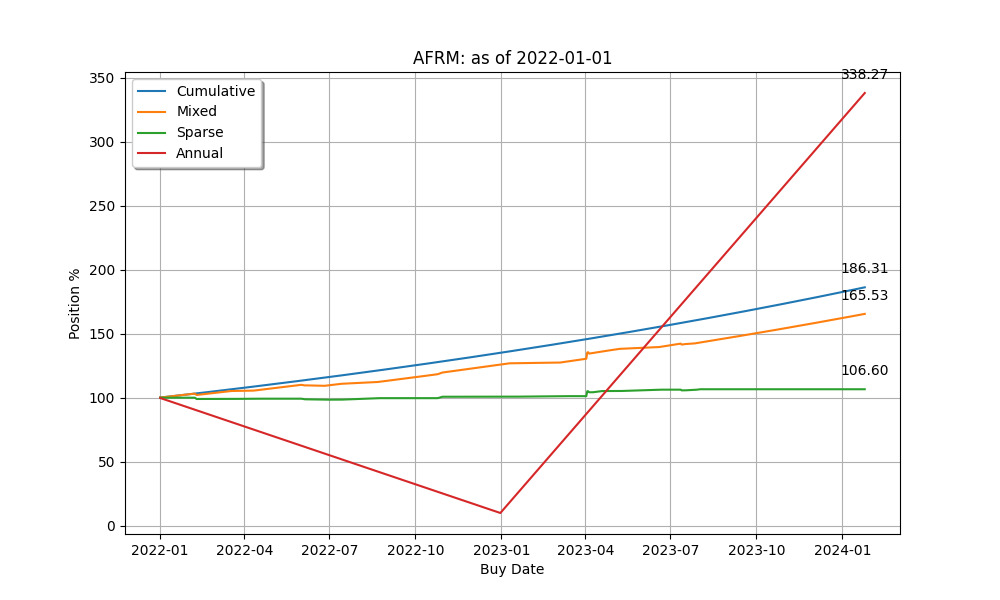 AFRM: as of 2022-01-01
338.27
350
Cumulative
Mixed
Sparse
Annual
300
250
186.31
200
165.53
150
106.60
100
50
0
Position %
2022-01 2022-04 2022-07 2022-10 2023-01 2023-04 2023-07 2023-10 2024-01
Buy Date